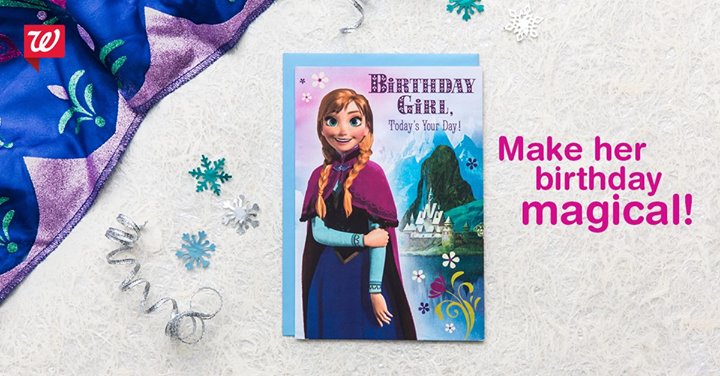 W
BIRTHDAY
GIRL,
Today's Your Day!
Make her
birthday
magical!